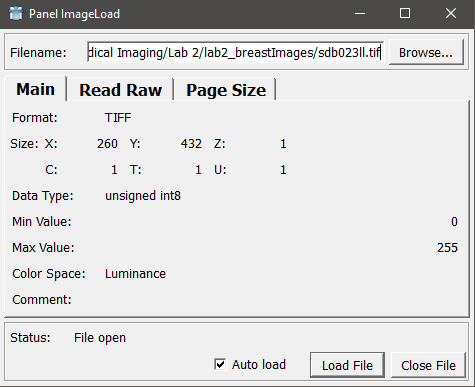 Panel ImageLoad
Filename: dical Imaging/Lab 2/lab2_breastImages/sdb023ll.tif Browse...
Main Read Raw Page Size
Format: TIFF
Size: X: 260 Y: 432 Z: 1
C: 1 T: 1 U: 1
Data Type: unsigned int8
Min Value: 0
Max Value: 255
Color Space: Luminance
Comment:
Status: File open
Auto load Load File Close File